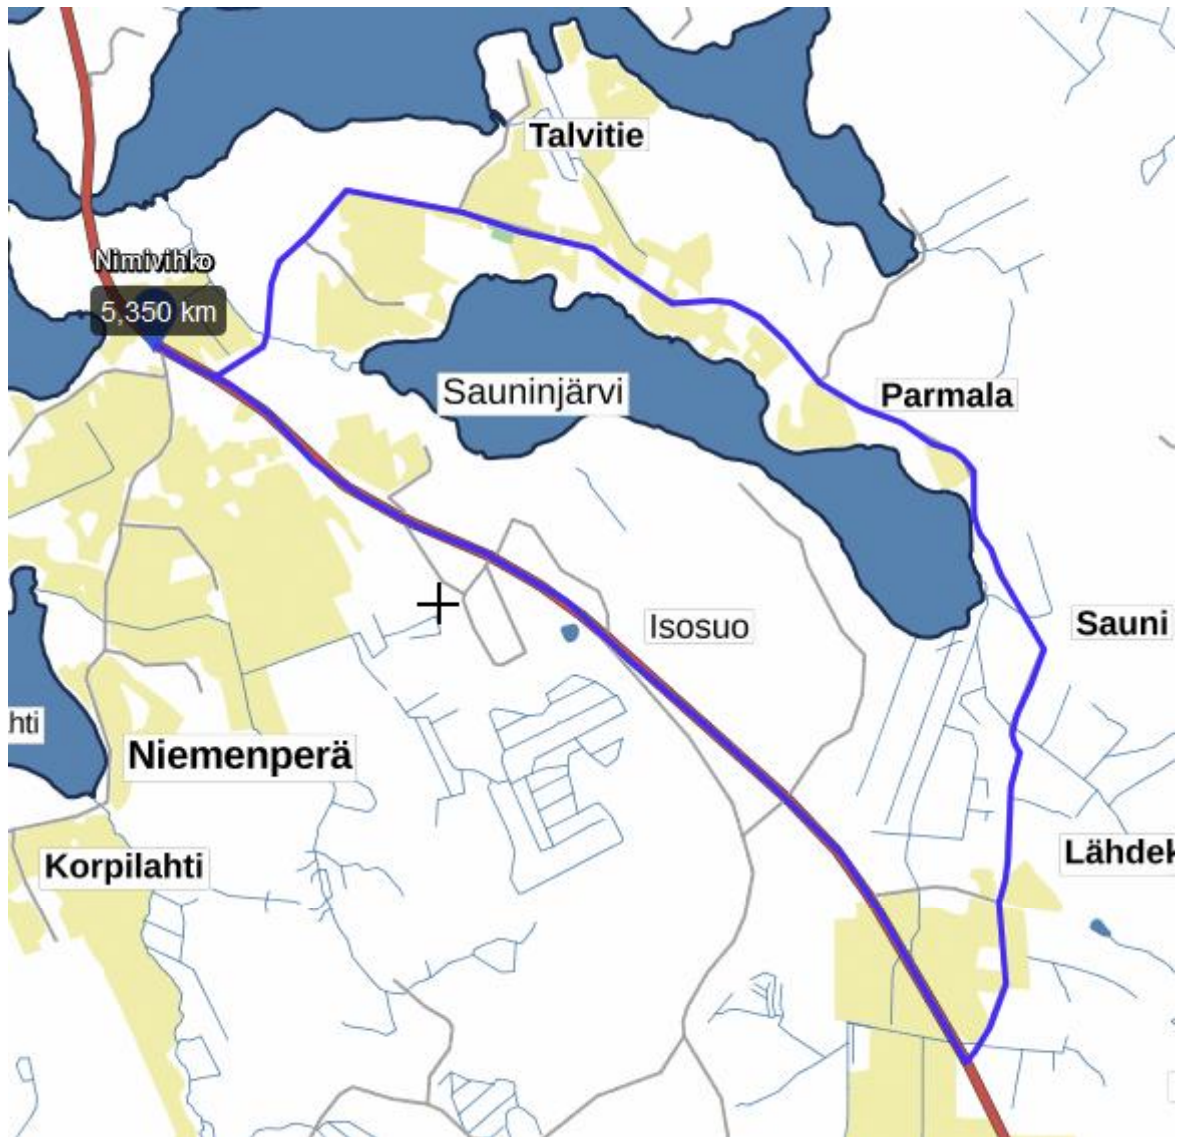 Talvitie
Nimivihko
5,350 km
Sauninjärvi
Parmala
Isosuo
Sauni
hti
Niemenperä
Korpilahti
Lähdek